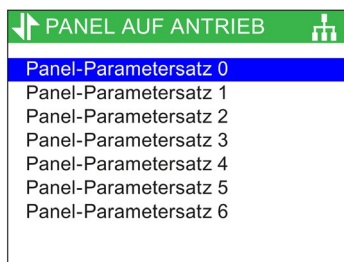 PANEL AUF ANTRIEB
Panel-Parametersatz 0
Panel-Parametersatz 1
Panel-Parametersatz 2
Panel-Parametersatz 3
Panel-Parametersatz 4
Panel-Parametersatz 5
Panel-Parametersatz 6